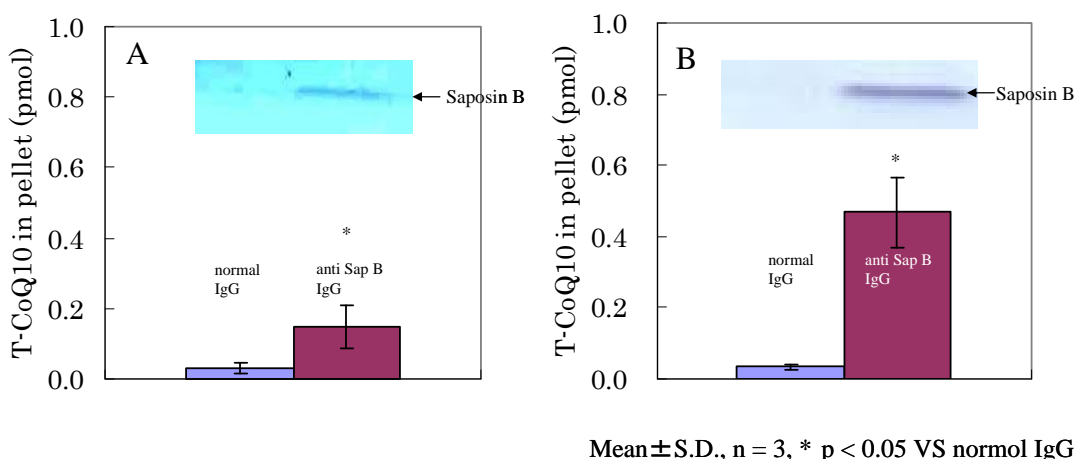 A
T-CoQ10 in pellet (pmol)
1.0
0.8
0.6
0.4
0.2
0.0
Saposin B
*
normal
IgG
anti Sap B
IgG
B
T-CoQ10 in pellet (pmol)
1.0
0.8
0.6
0.4
0.2
0.0
Saposin B
*
normal
IgG
anti Sap B
IgG
Mean±S.D., n = 3, * p < 0.05 VS normol IgG